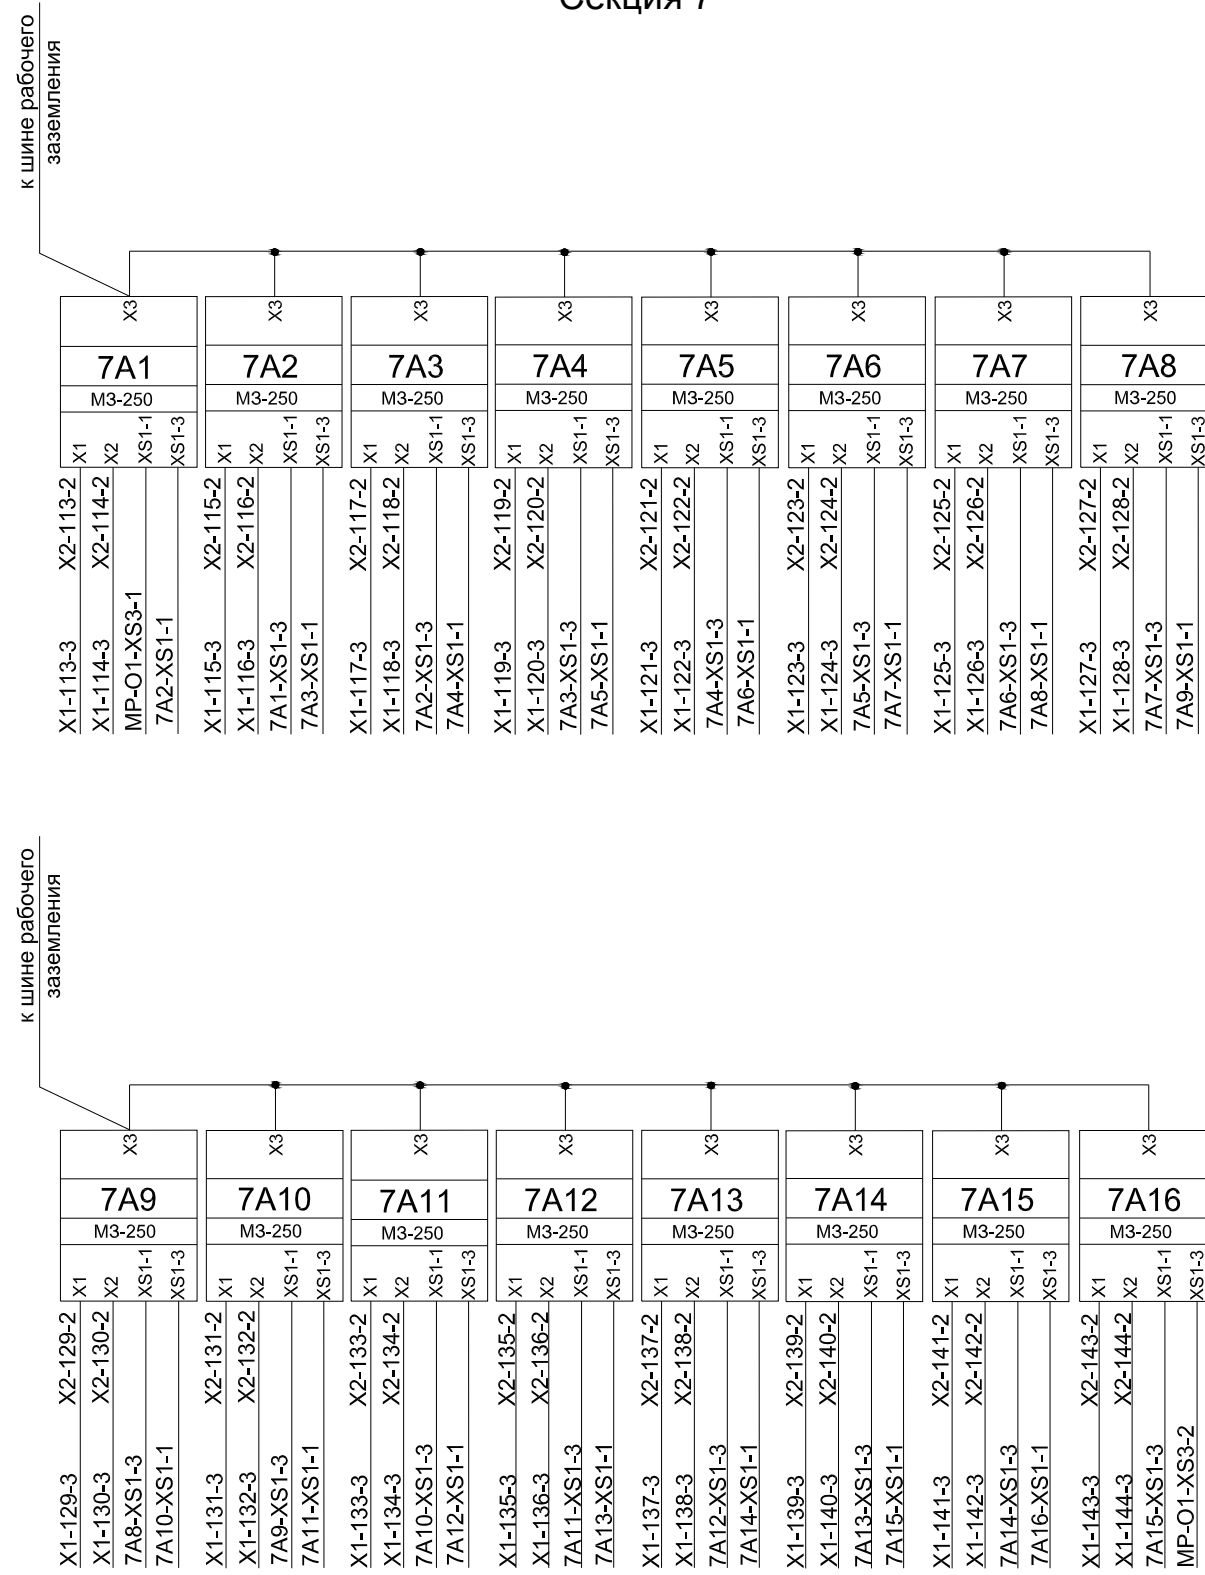 Секция 7
к шине рабочего
заземления
X3
7A1
МЗ-250
X1
X2
XS1-1
XS1-3
X1-113-3 X2-113-2
X1-114-3 X2-114-2
MP-O1-XS3-1
7A2-XS1-1
X3
7A2
МЗ-250
X1
X2
XS1-1
XS1-3
X1-115-3 X2-115-2
X1-116-3 X2-116-2
7A1-XS1-3
7A3-XS1-1
X3
7A3
МЗ-250
X1
X2
XS1-1
XS1-3
X1-117-3 X2-117-2
X1-118-3 X2-118-2
7A2-XS1-3
7A4-XS1-1
X3
7A4
МЗ-250
X1
X2
XS1-1
XS1-3
X1-119-3 X2-119-2
X1-120-3 X2-120-2
7A3-XS1-3
7A5-XS1-1
X3
7A5
МЗ-250
X1
X2
XS1-1
XS1-3
X1-121-3 X2-121-2
X1-122-3 X2-122-2
7A4-XS1-3
7A6-XS1-1
X3
7A6
МЗ-250
X1
X2
XS1-1
XS1-3
X1-123-3 X2-123-2
X1-124-3 X2-124-2
7A5-XS1-3
7A7-XS1-1
X3
7A7
МЗ-250
X1
X2
XS1-1
XS1-3
X1-125-3 X2-125-2
X1-126-3 X2-126-2
7A6-XS1-3
7A8-XS1-1
X3
7A8
МЗ-250
X1
X2
XS1-1
XS1-3
X1-127-3 X2-127-2
X1-128-3 X2-128-2
7A7-XS1-3
7A9-XS1-1
к шине рабочего
заземления
X3
7A9
МЗ-250
X1
X2
XS1-1
XS1-3
X1-129-3 X2-129-2
X1-130-3 X2-130-2
7A8-XS1-3
7A10-XS1-1
X3
7A10
МЗ-250
X1
X2
XS1-1
XS1-3
X1-131-3 X2-131-2
X1-132-3 X2-132-2
7A9-XS1-3
7A11-XS1-1
X3
7A11
МЗ-250
X1
X2
XS1-1
XS1-3
X1-133-3 X2-133-2
X1-134-3 X2-134-2
7A10-XS1-3
7A12-XS1-1
X3
7A12
МЗ-250
X1
X2
XS1-1
XS1-3
X1-135-3 X2-135-2
X1-136-3 X2-136-2
7A11-XS1-3
7A13-XS1-1
X3
7A13
МЗ-250
X1
X2
XS1-1
XS1-3
X1-137-3 X2-137-2
X1-138-3 X2-138-2
7A12-XS1-3
7A14-XS1-1
X3
7A14
МЗ-250
X1
X2
XS1-1
XS1-3
X1-139-3 X2-139-2
X1-140-3 X2-140-2
7A13-XS1-3
7A15-XS1-1
X3
7A15
МЗ-250
X1
X2
XS1-1
XS1-3
X1-141-3 X2-141-2
X1-142-3 X2-142-2
7A14-XS1-3
7A16-XS1-1
X3
7A16
МЗ-250
X1
X2
XS1-1
XS1-3
X1-143-3 X2-143-2
X1-144-3 X2-144-2
7A15-XS1-3
MP-O1-XS3-2